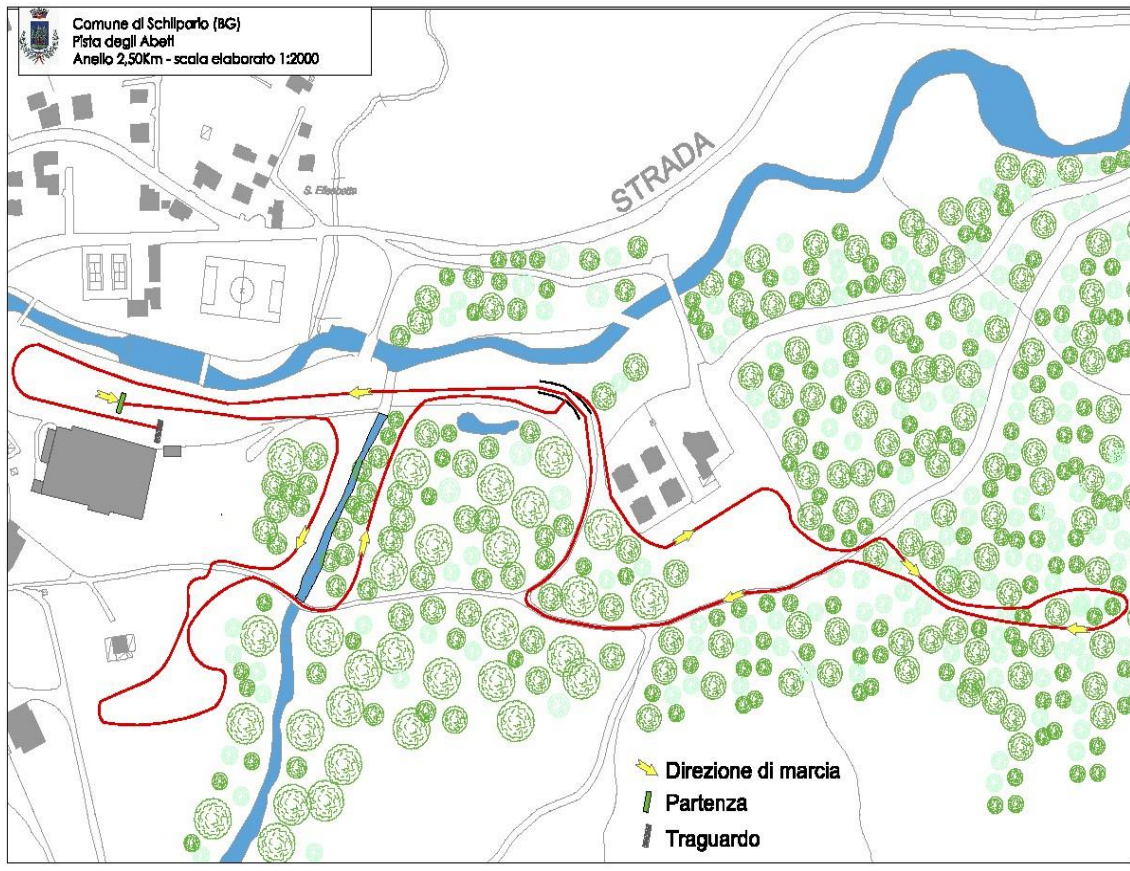 Comune di Schilpario (BG)
Pista degli Abeti
Anello 2,50Km - scala elaborato 1:2000
STRADA
S. Elisabetta
Direzione di marcia
Partenza
Traguardo